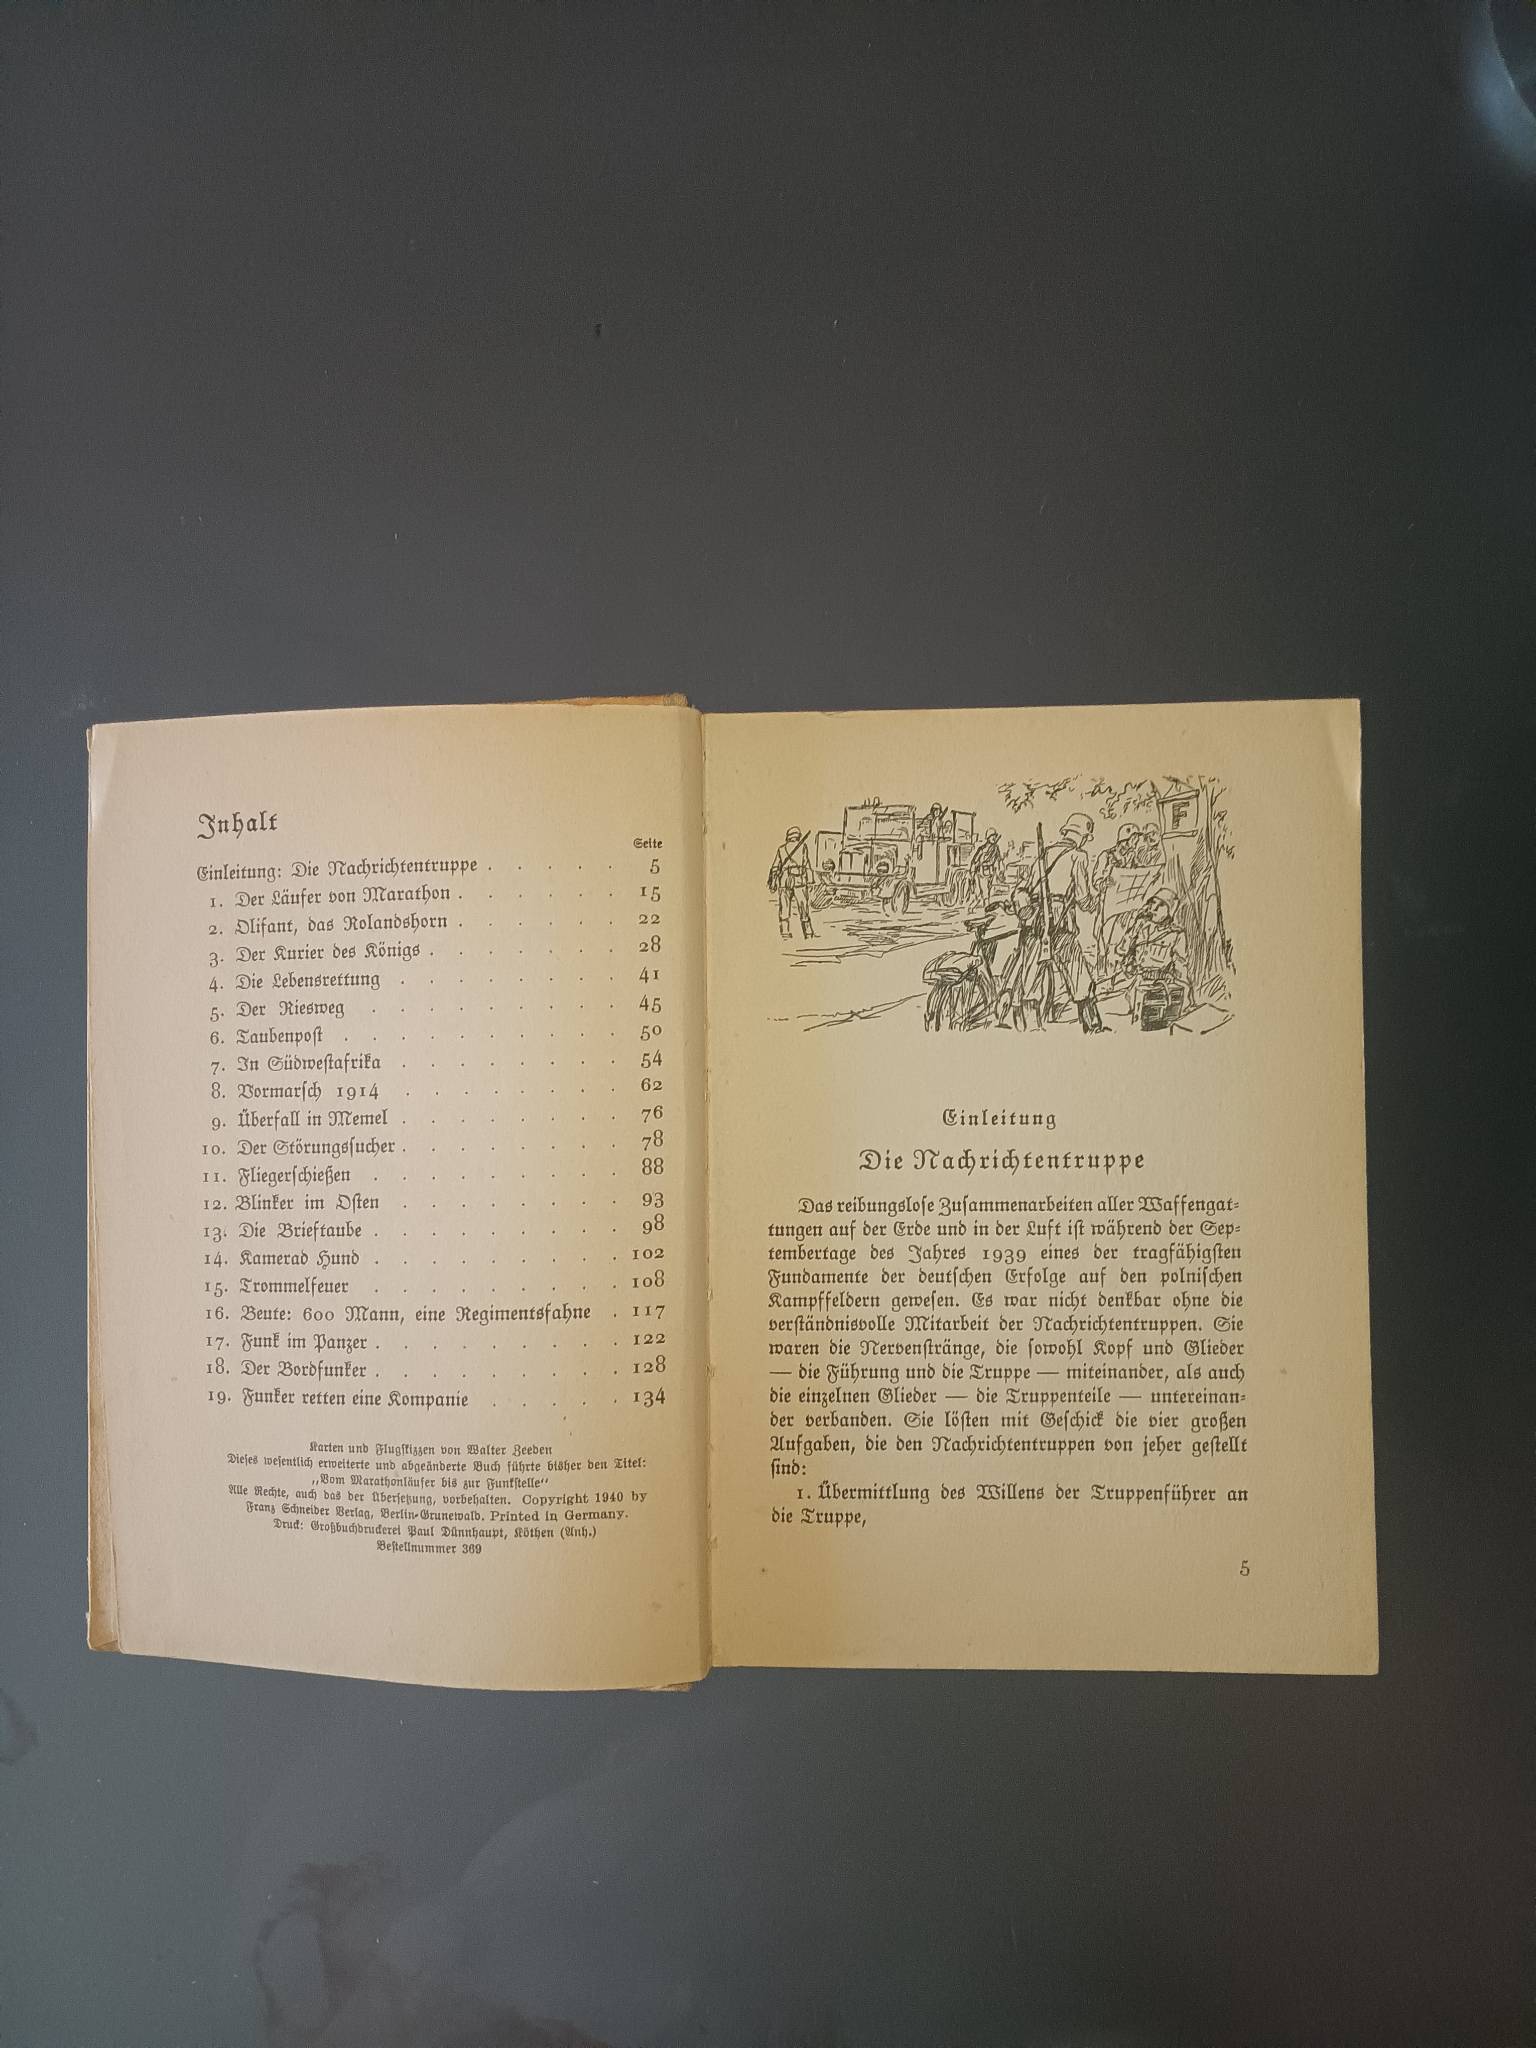 Inhalt
Seite
Einleitung: Die Nachrichtentruppe . . . . . 5
1. Der Läufer von Marathon . . . . . . 15
2. Olifant, das Rolandshorn . . . . . . 22
3. Der Kurier des Königs . . . . . . . 28
4. Die Lebensrettung . . . . . . . . 41
5. Der Riesweg . . . . . . . . . 45
6. Taubenpost . . . . . . . . . . 50
7. In Südwestafrika . . . . . . . . 54
8. Vormarsch 1914 . . . . . . . . 62
9. Überfall in Memel . . . . . . . . 76
10. Der Störungssucher . . . . . . . . 78
11. Fliegerschießen . . . . . . . . 88
12. Blinker im Osten . . . . . . . . 93
13. Die Brieftaube . . . . . . . . . 98
14. Kamerad Hund . . . . . . . . . 102
15. Trommelfeuer . . . . . . . . . 108
16. Beute: 600 Mann, eine Regimentsfahne . 117
17. Funk im Panzer . . . . . . . . . 122
18. Der Bordfunker . . . . . . . . . 128
19. Funker retten eine Kompanie . . . . . 134
Karten und Flugskizzen von Walter Zeeden
Dieses wesentlich erweiterte und abgeänderte Buch führte bisher den Titel:
„Vom Marathonläufer bis zur Funkstelle“
Alle Rechte, auch das der Übersetzung, vorbehalten. Copyright 1940 by
Franz Schneider Verlag, Berlin-Grunewald. Printed in Germany.
Druck: Großbuchdruckerei Paul Dünnhaupt, Köthen (Anh.)
Bestellnummer 369
F
Einleitung
Die Nachrichtentruppe
Das reibungslose Zusammenarbeiten aller Waffengat-
tungen auf der Erde und in der Luft ist während der Sep-
tembertage des Jahres 1939 eines der tragfähigsten
Fundamente der deutschen Erfolge auf den polnischen
Kampffeldern gewesen. Es war nicht denkbar ohne die
verständnisvolle Mitarbeit der Nachrichtentruppen. Sie
waren die Nervenstränge, die sowohl Kopf und Glieder
— die Führung und die Truppe — miteinander, als auch
die einzelnen Glieder — die Truppenteile — untereinan-
der verbanden. Sie lösten mit Geschick die vier großen
Aufgaben, die den Nachrichtentruppen von jeher gestellt
sind:
1. Übermittlung des Willens der Truppenführer an
die Truppe,
5